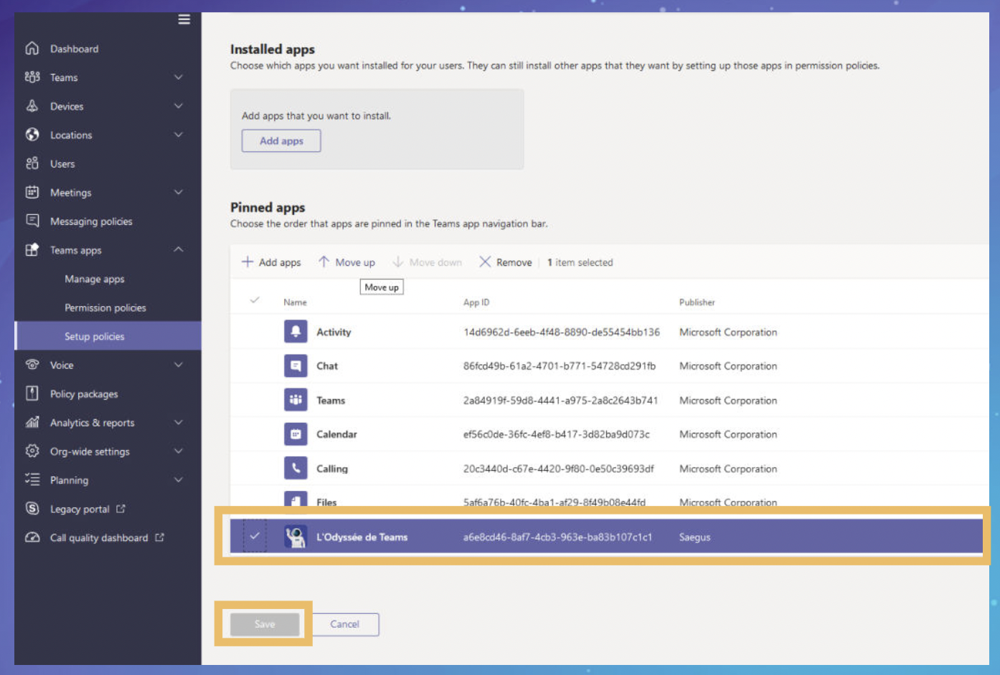 Dashboard
Teams
Devices
Locations
Users
Meetings
Messaging policies
Teams apps
Manage apps
Permission policies
Setup policies
Voice
Policy packages
Analytics & reports
Org-wide settings
Planning
Legacy portal
Call quality dashboard
Installed apps
Choose which apps you want installed for your users. They can still install other apps that they want by setting up those apps in permission policies.
Add apps that you want to install.
Add apps
Pinned apps
Choose the order that apps are pinned in the Teams app navigation bar.
Add apps Move up Move down Remove 1 item selected
Move up
Name App ID Publisher
Activity 14d6962d-6eeb-4f48-8890-de55454bb136 Microsoft Corporation
Chat 86fcd49b-61a2-4701-b771-54728cd291fb Microsoft Corporation
Teams 2a84919f-59d8-4441-a975-2a8c2643b741 Microsoft Corporation
Calendar ef56c0de-36fc-4ef8-b417-3d82ba9d073c Microsoft Corporation
Calling 20c3440d-c67e-4420-9f80-0e50c39693df Microsoft Corporation
Files 5af6a76b-40fc-4ba1-af29-8f49b08e44fd Microsoft Corporation
L'Odyssée de Teams a6e8cd46-8af7-4cb3-963e-ba83b107c1c1 Saegus
Save Cancel